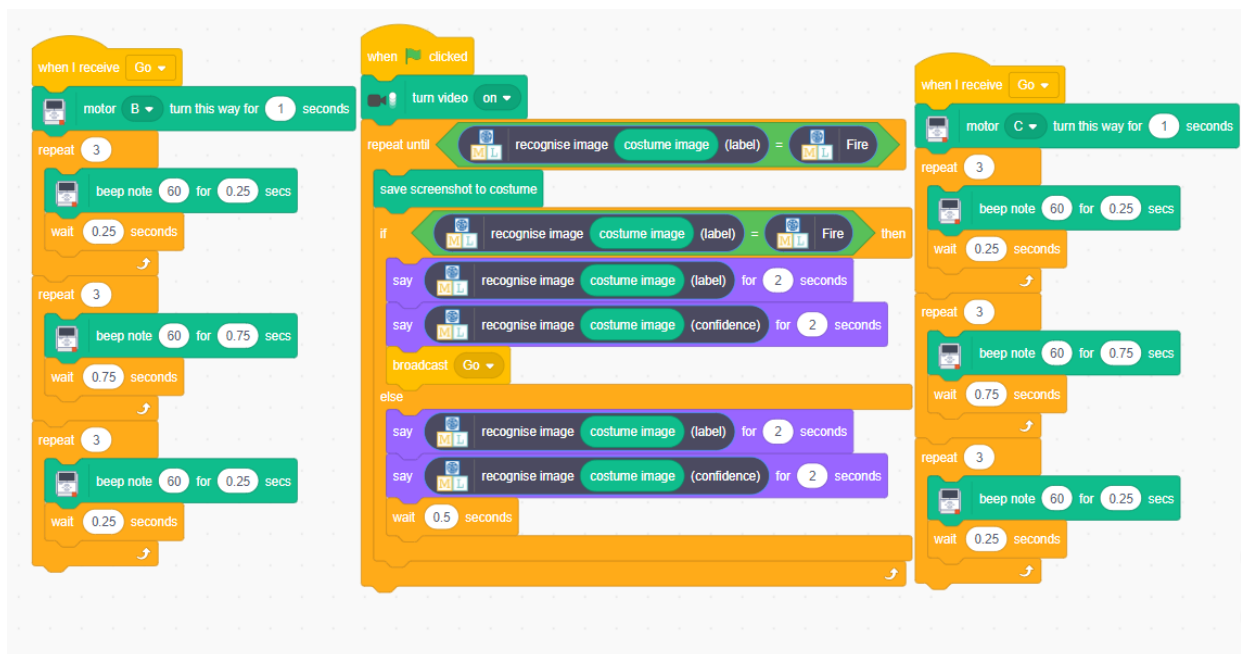 when I receive Go
motor B turn this way for 1 seconds
repeat 3
beep note 60 for 0.25 secs
wait 0.25 seconds
repeat 3
beep note 60 for 0.75 secs
wait 0.75 seconds
repeat 3
beep note 60 for 0.25 secs
wait 0.25 seconds
when clicked
turn video on
repeat until ML recognise image costume image (label) = ML Fire
save screenshot to costume
if ML recognise image costume image (label) = ML Fire then
say ML recognise image costume image (label) for 2 seconds
say ML recognise image costume image (confidence) for 2 seconds
broadcast Go
else
say ML recognise image costume image (label) for 2 seconds
say ML recognise image costume image (confidence) for 2 seconds
wait 0.5 seconds
when I receive Go
motor C turn this way for 1 seconds
repeat 3
beep note 60 for 0.25 secs
wait 0.25 seconds
repeat 3
beep note 60 for 0.75 secs
wait 0.75 seconds
repeat 3
beep note 60 for 0.25 secs
wait 0.25 seconds